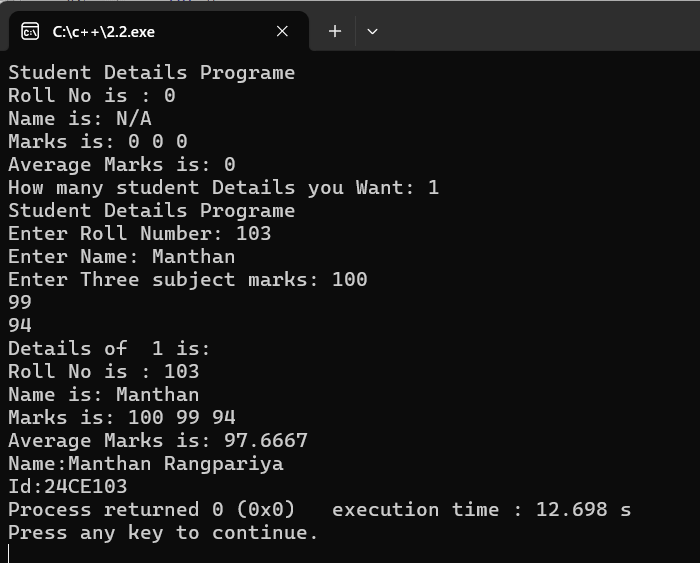 C:\c++\2.2.exe
Student Details Programe
Roll No is : 0
Name is: N/A
Marks is: 0 0 0
Average Marks is: 0
How many student Details you Want: 1
Student Details Programe
Enter Roll Number: 103
Enter Name: Manthan
Enter Three subject marks: 100
99
94
Details of  1 is:
Roll No is : 103
Name is: Manthan
Marks is: 100 99 94
Average Marks is: 97.6667
Name:Manthan Rangpariya
Id:24CE103
Process returned 0 (0x0)   execution time : 12.698 s
Press any key to continue.